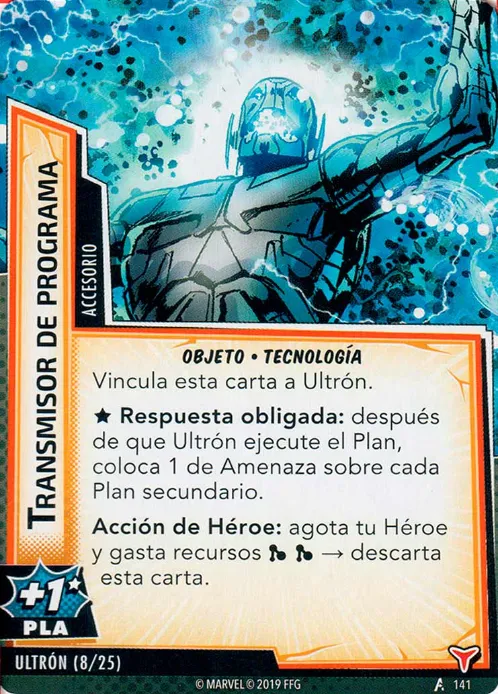 TRANSMISOR DE PROGRAMA
ACCESORIO
OBJETO • TECNOLOGÍA
Vincula esta carta a Ultrón.
★ Respuesta obligada: después
de que Ultrón ejecute el Plan,
coloca 1 de Amenaza sobre cada
Plan secundario.
Acción de Héroe: agota tu Héroe
y gasta recursos → descarta
esta carta.
+1★
PLA
ULTRÓN (8/25)
© MARVEL © 2019 FFG
141